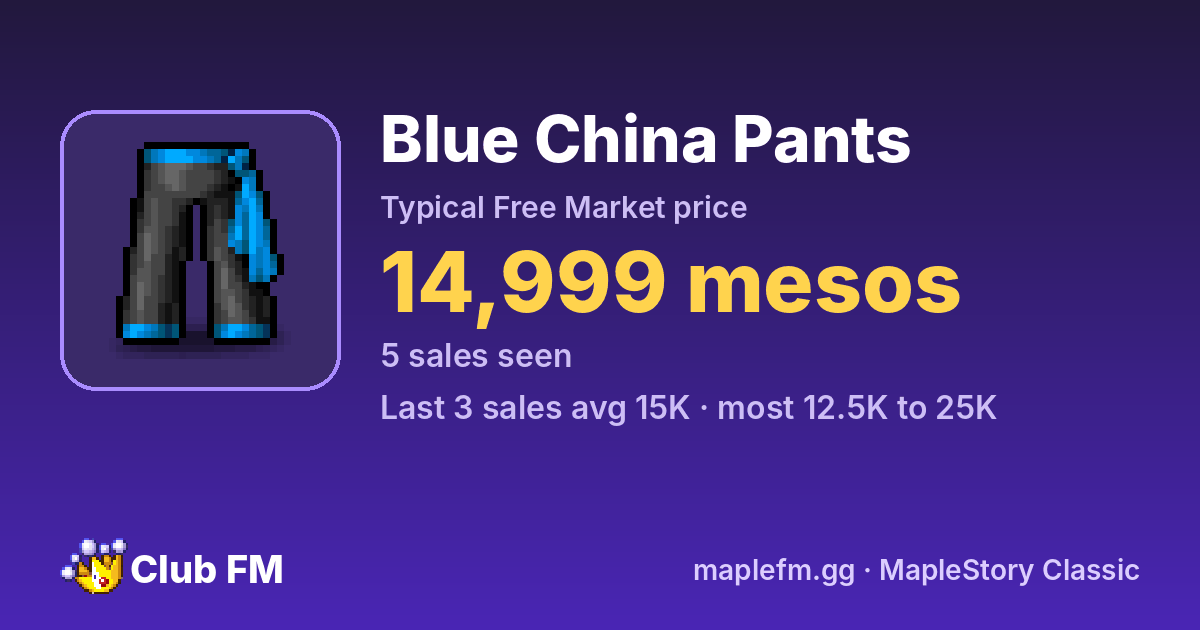 Blue China Pants
Typical Free Market price
14,999 mesos
5 sales seen
Last 3 sales avg 15K · most 12.5K to 25K
Club FM
maplefm.gg · MapleStory Classic